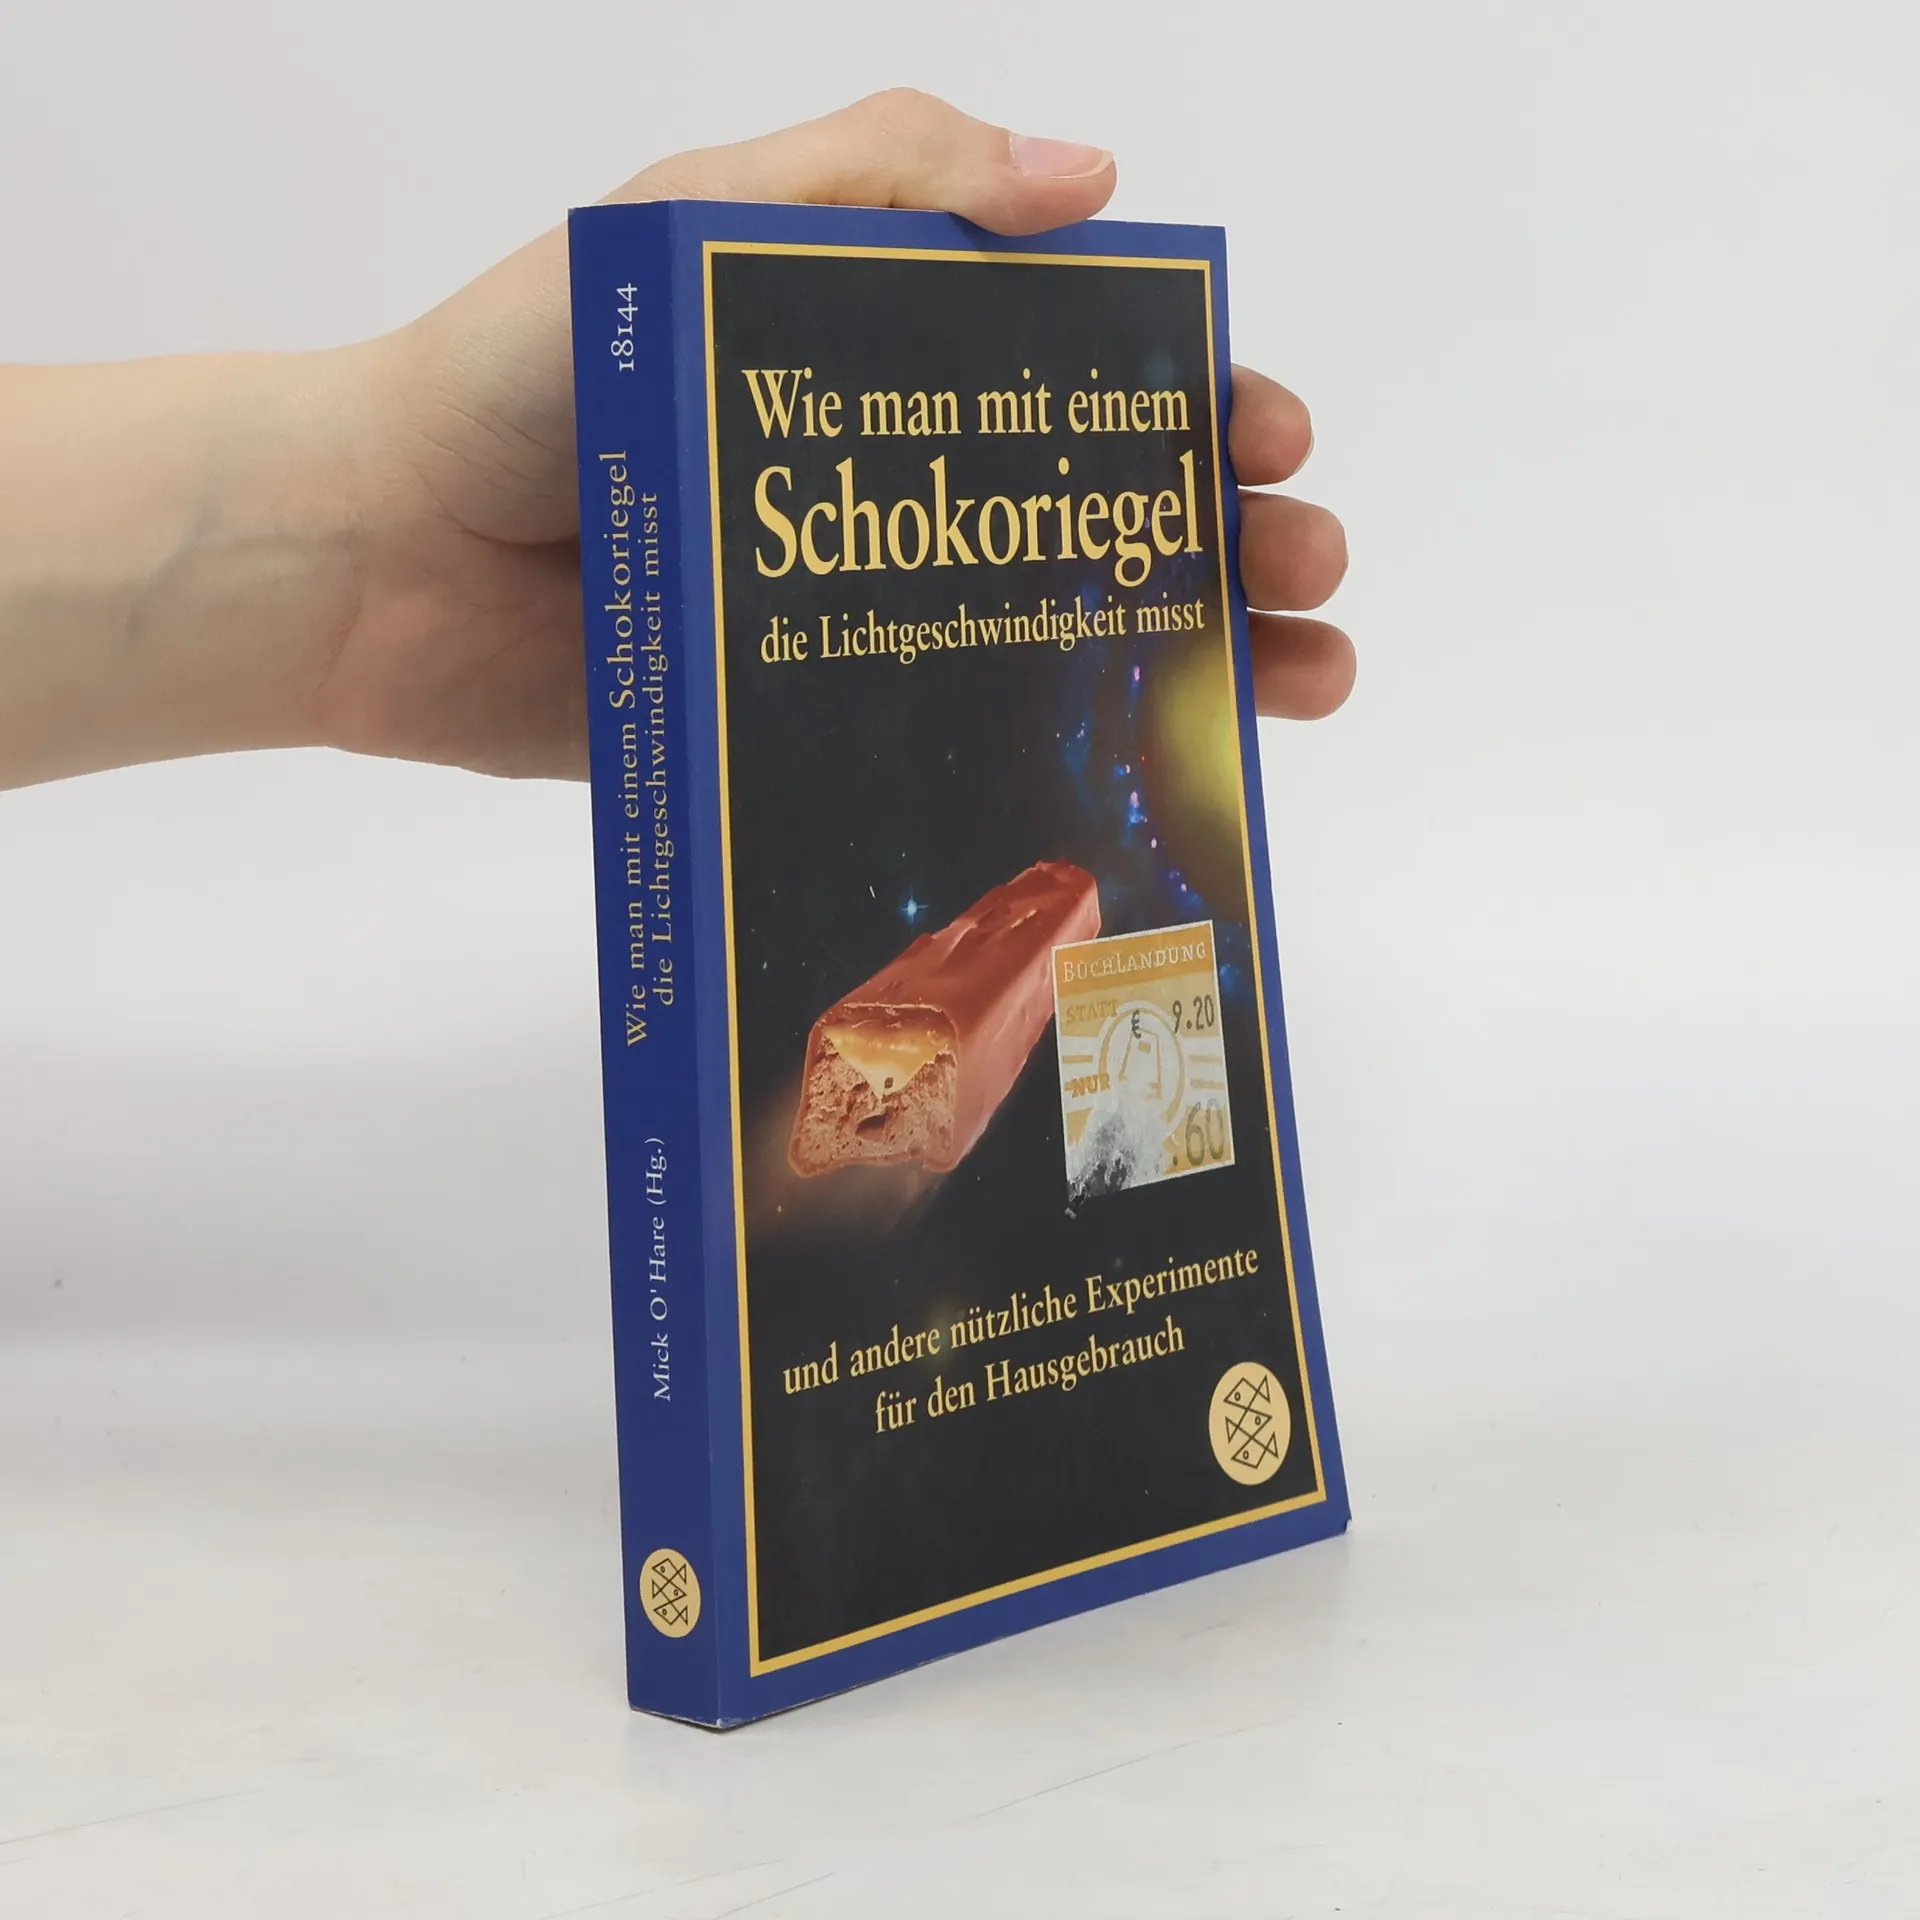 18144
Wie man mit einem Schokoriegel
die Lichtgeschwindigkeit misst
Mick O'Hare (Hg.)
Wie man mit einem
Schokoriegel
die Lichtgeschwindigkeit misst
BUCHLANDUNG
STATT € 9.20
NUR
.60
und andere nützliche Experimente
für den Hausgebrauch